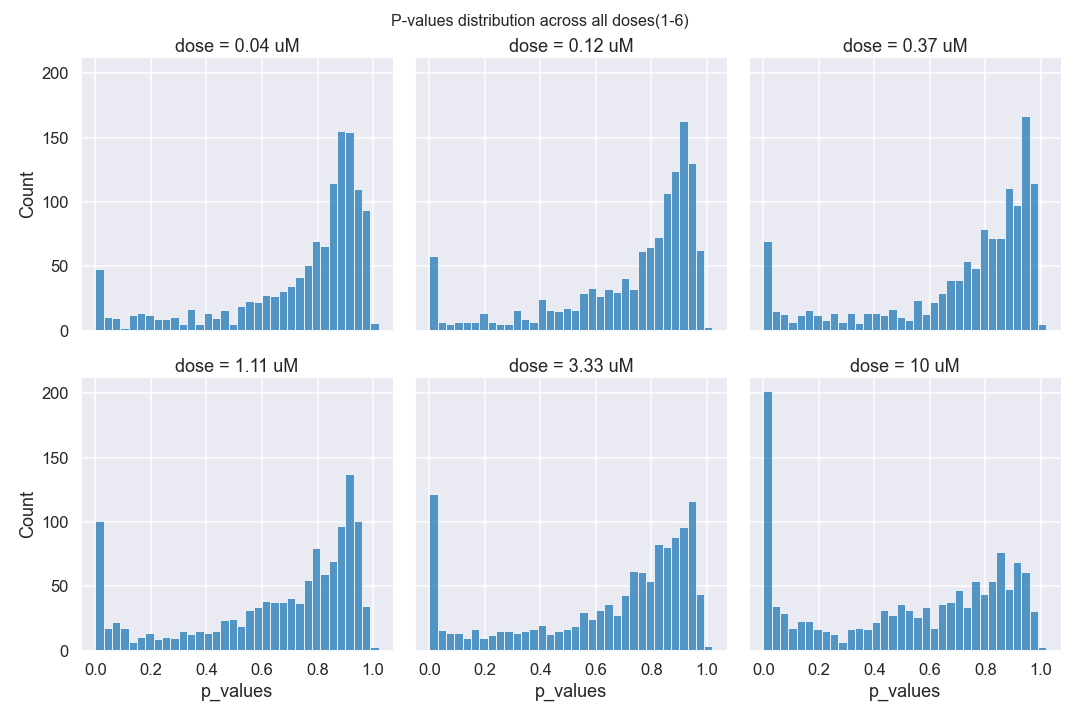 P-values distribution across all doses(1-6)
dose = 0.04 uM
dose = 0.12 uM
dose = 0.37 uM
200
150
100
50
0
Count
dose = 1.11 uM
dose = 3.33 uM
dose = 10 uM
200
150
100
50
0
Count
0.0 0.2 0.4 0.6 0.8 1.0
0.0 0.2 0.4 0.6 0.8 1.0
0.0 0.2 0.4 0.6 0.8 1.0
p_values
p_values
p_values